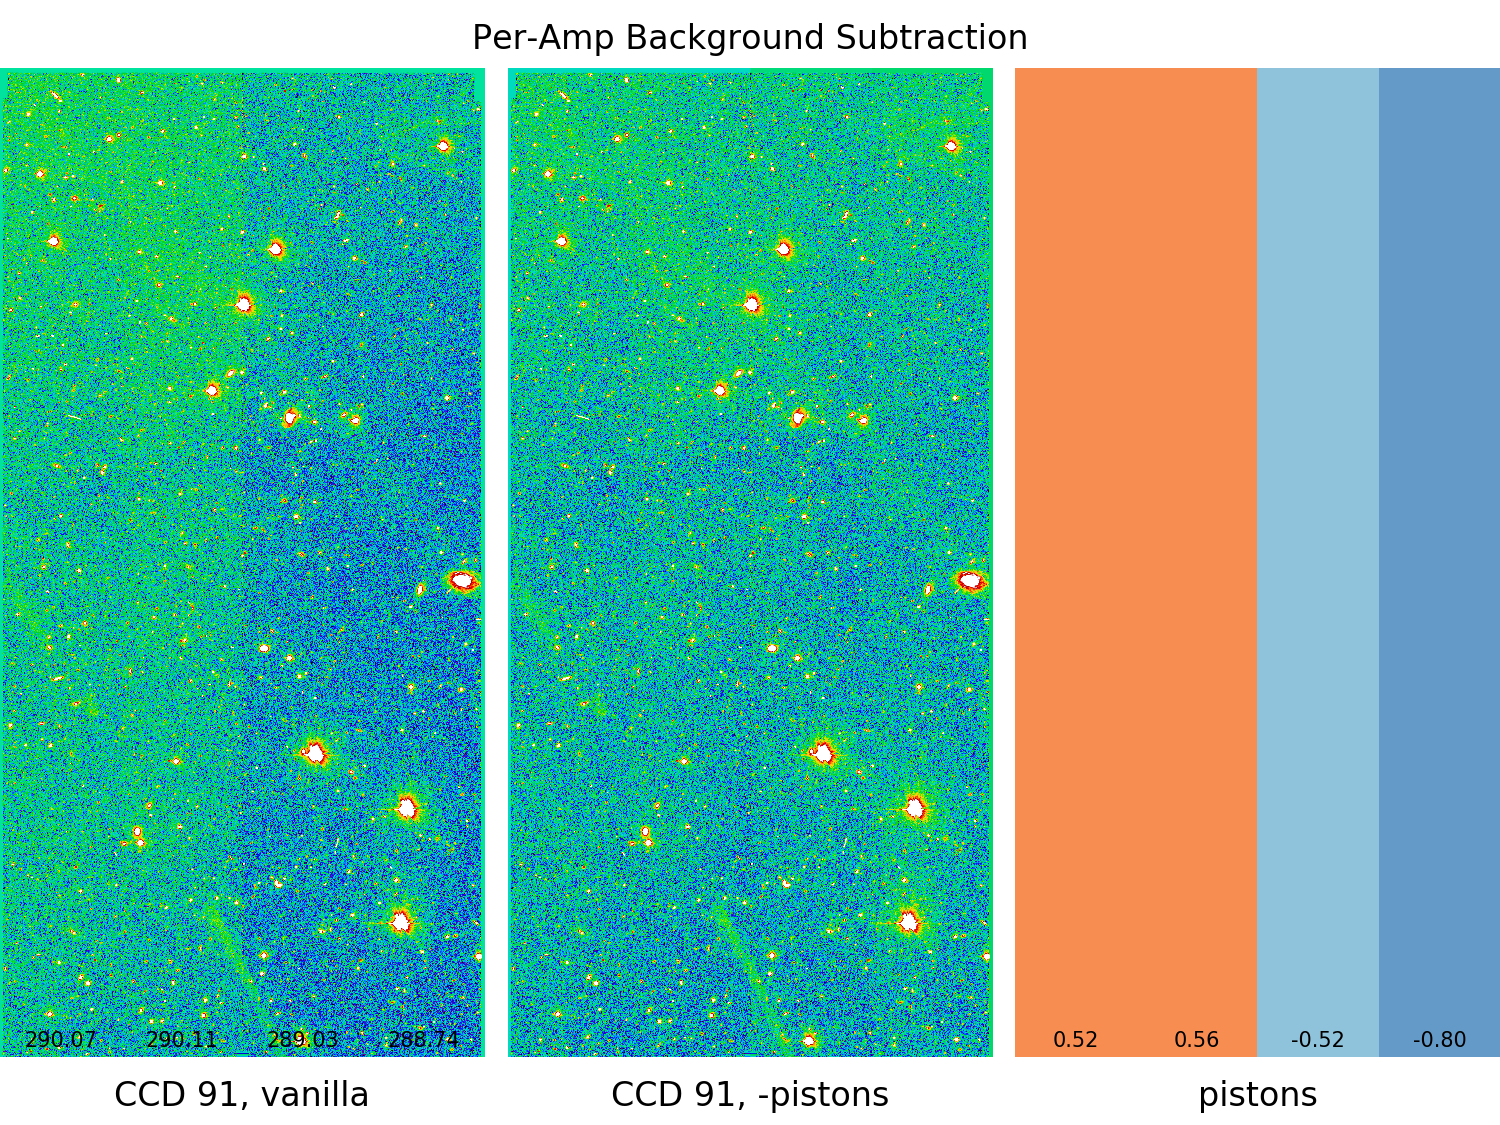 Per-Amp Background Subtraction
290.07 290.11 289.03 288.74
0.52 0.56 -0.52 -0.80
CCD 91, vanilla
CCD 91, -pistons
pistons